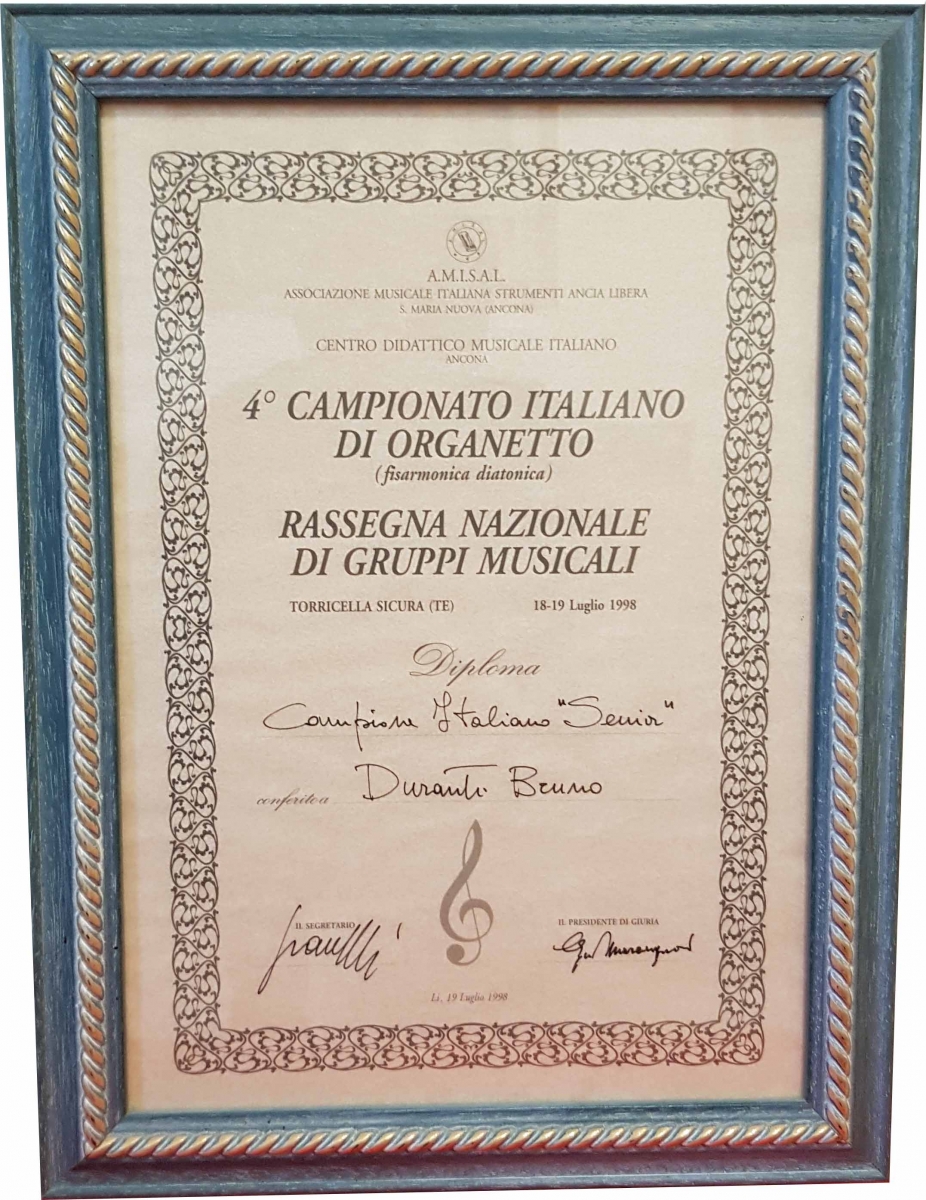 A.M.I.S.A.L.
ASSOCIAZIONE MUSICALE ITALIANA STRUMENTI ANCIA LIBERA
S. MARIA NUOVA (ANCONA)
CENTRO DIDATTICO MUSICALE ITALIANO
ANCONA
4° CAMPIONATO ITALIANO
DI ORGANETTO
(fisarmonica diatonica)
RASSEGNA NAZIONALE
DI GRUPPI MUSICALI
TORRICELLA SICURA (TE) 18-19 Luglio 1998
Diploma
Campione Italiano "Senior"
conferito a Duranti Bruno
IL SEGRETARIO IL PRESIDENTE DI GIURIA
Lì, 19 Luglio 1998